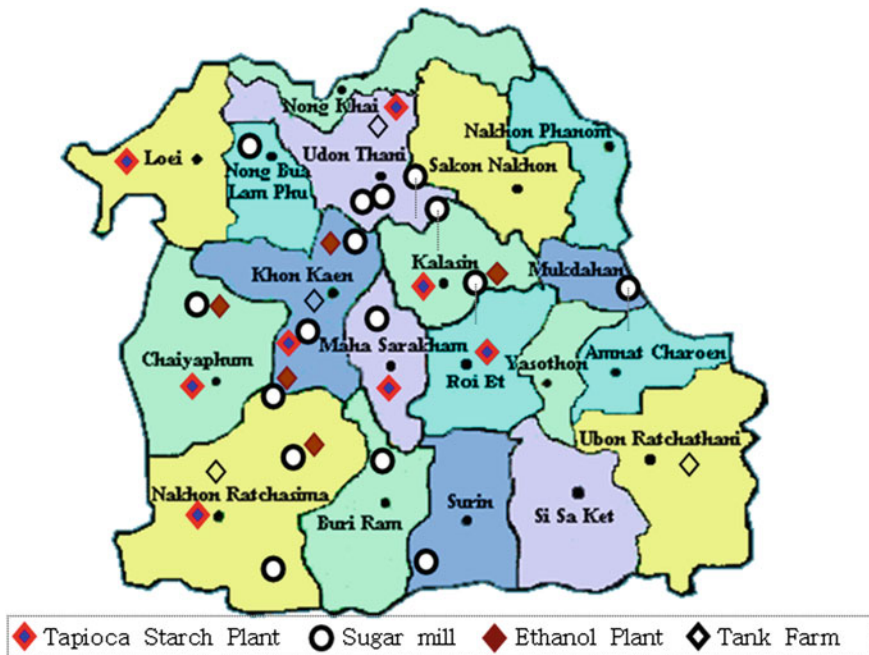 Nong Khai
Nakhon Phanom
Loei
Udon Thani
Sakon Nakhon
Nong Bua
Lam Phu
Khon Kaen
Kalasin
Mukdahan
Chaiyaphum
Maha Sarakham
Roi Et
Yasothon
Amnat Charoen
Ubon Ratchathani
Nakhon Ratchasima
Buri Ram
Surin
Si Sa Ket
Tapioca Starch Plant
Sugar mill
Ethanol Plant
Tank Farm